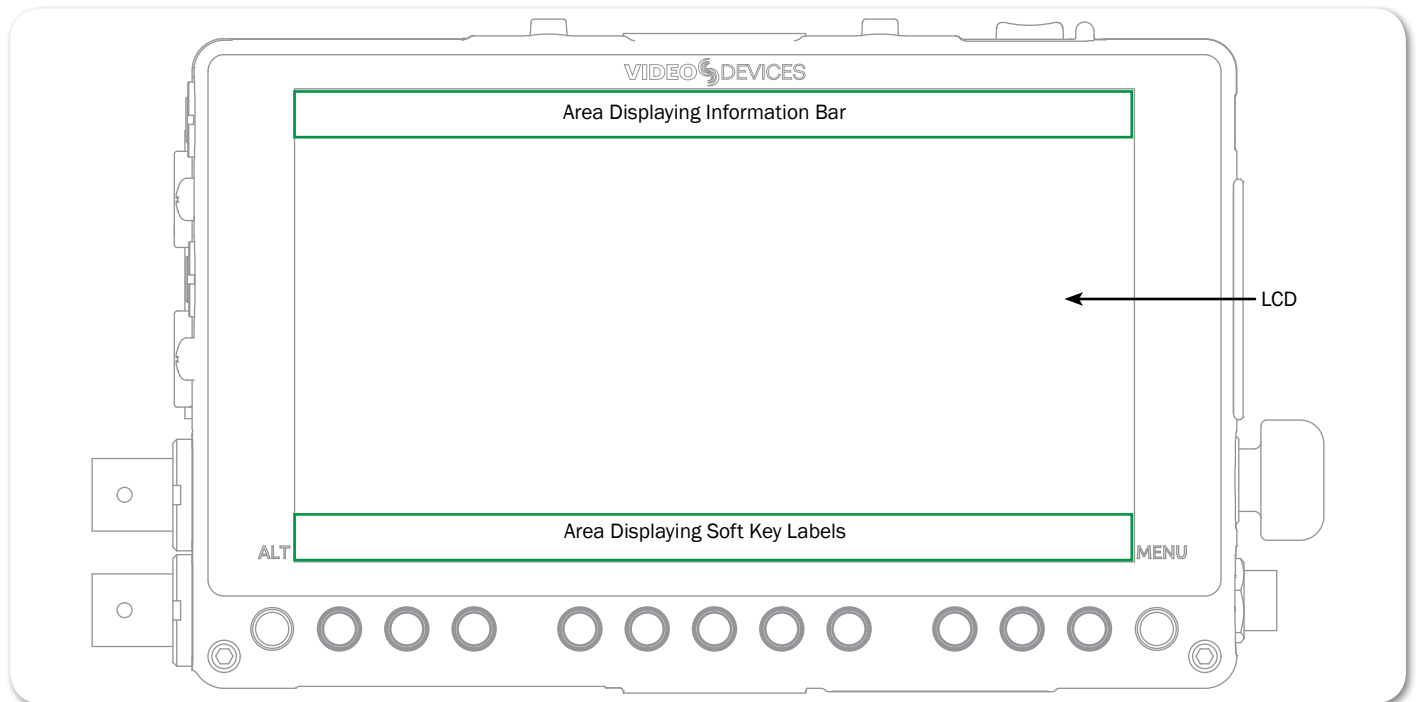 VIDEO DEVICES
Area Displaying Information Bar
LCD
Area Displaying Soft Key Labels
ALT
MENU